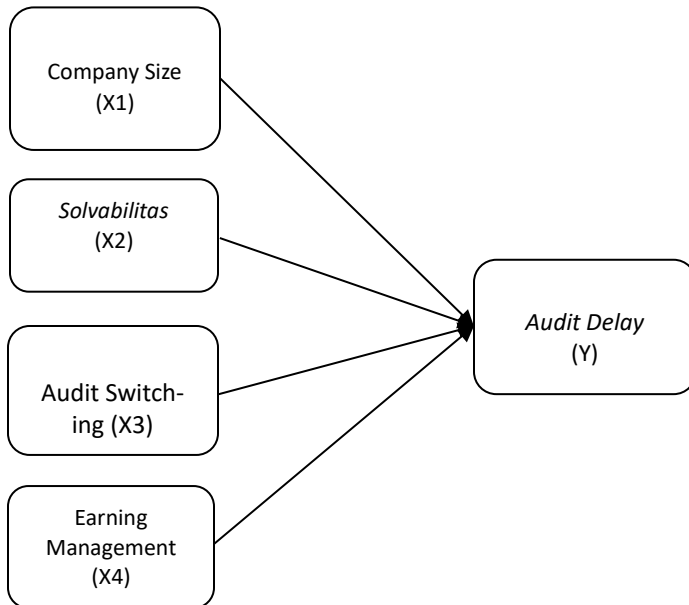 Company Size
(X1)
Solvabilitas
(X2)
Audit Switch-
ing (X3)
Earning
Management
(X4)
Audit Delay
(Y)